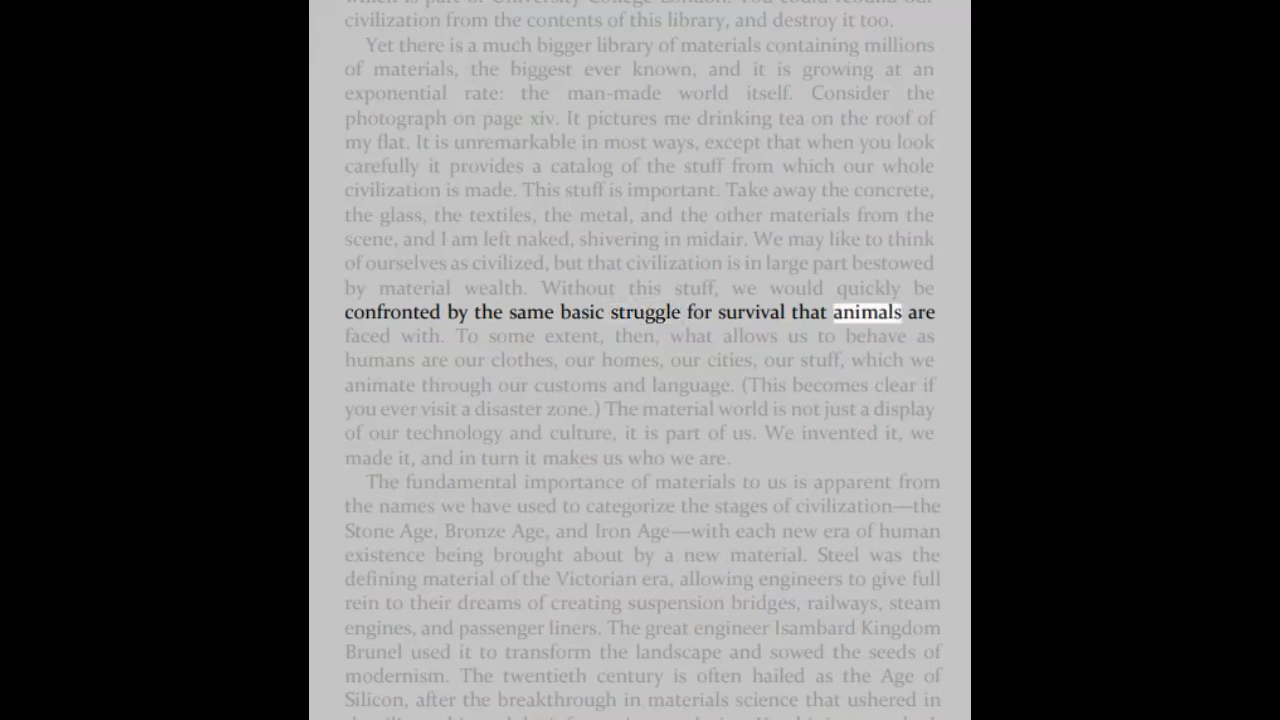 which is part of University College London. You could rebuild our
civilization from the contents of this library, and destroy it too.
Yet there is a much bigger library of materials containing millions
of materials, the biggest ever known, and it is growing at an
exponential rate: the man-made world itself. Consider the
photograph on page xiv. It pictures me drinking tea on the roof of
my flat. It is unremarkable in most ways, except that when you look
carefully it provides a catalog of the stuff from which our whole
civilization is made. This stuff is important. Take away the concrete,
the glass, the textiles, the metal, and the other materials from the
scene, and I am left naked, shivering in midair. We may like to think
of ourselves as civilized, but that civilization is in large part bestowed
by material wealth. Without this stuff, we would quickly be
confronted by the same basic struggle for survival that animals are
faced with. To some extent, then, what allows us to behave as
humans are our clothes, our homes, our cities, our stuff, which we
animate through our customs and language. (This becomes clear if
you ever visit a disaster zone.) The material world is not just a display
of our technology and culture, it is part of us. We invented it, we
made it, and in turn it makes us who we are.
The fundamental importance of materials to us is apparent from
the names we have used to categorize the stages of civilization—the
Stone Age, Bronze Age, and Iron Age—with each new era of human
existence being brought about by a new material. Steel was the
defining material of the Victorian era, allowing engineers to give full
rein to their dreams of creating suspension bridges, railways, steam
engines, and passenger liners. The great engineer Isambard Kingdom
Brunel used it to transform the landscape and sowed the seeds of
modernism. The twentieth century is often hailed as the Age of
Silicon, after the breakthrough in materials science that ushered in